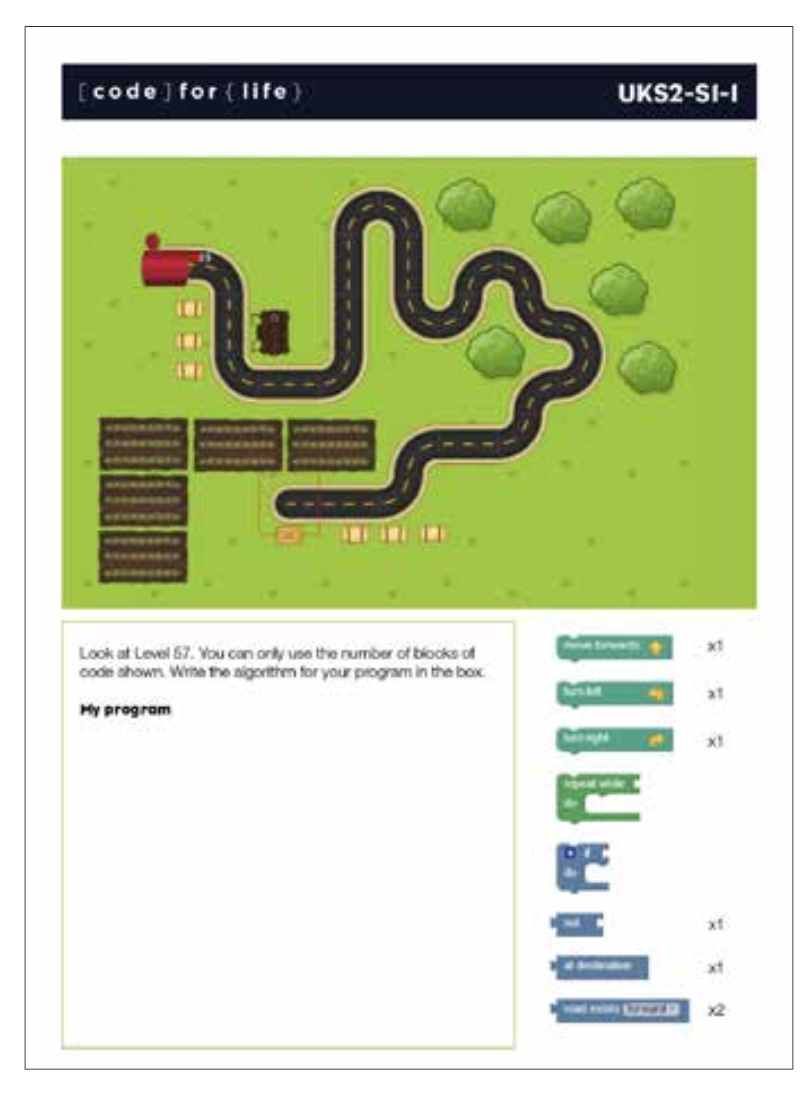 [code]for{life}
UKS2-S1-1
Look at Level 57. You can only use the number of blocks of
code shown. Write the algorithm for your program in the box.
My program
move forwards
x1
turn left
x1
turn right
x1
repeat while
do
if
do
not
x1
at destination
x1
road exists forward
x2